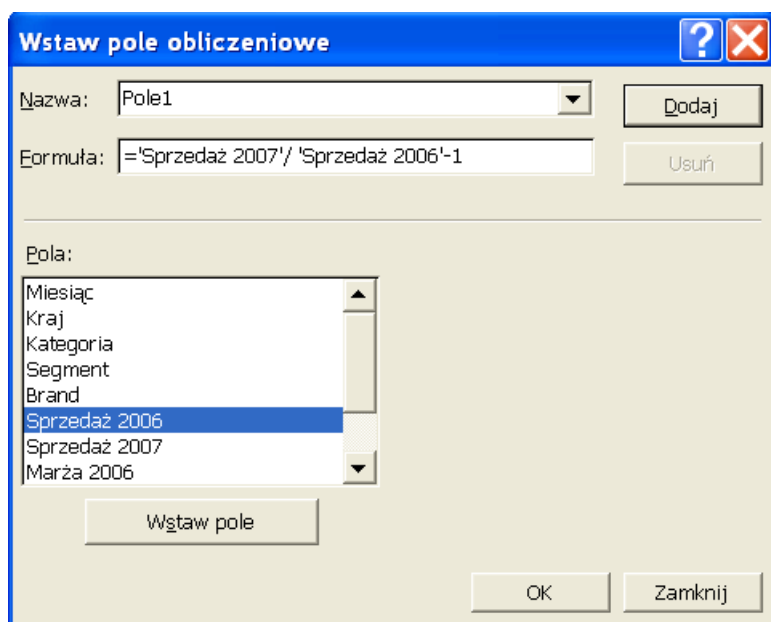 Wstaw pole obliczeniowe
Nazwa: Pole1 Dodaj
Formuła: ='Sprzedaż 2007'/ 'Sprzedaż 2006'-1 Usuń
Pola:
Miesiąc
Kraj
Kategoria
Segment
Brand
Sprzedaż 2006
Sprzedaż 2007
Marża 2006
Wstaw pole
OK Zamknij